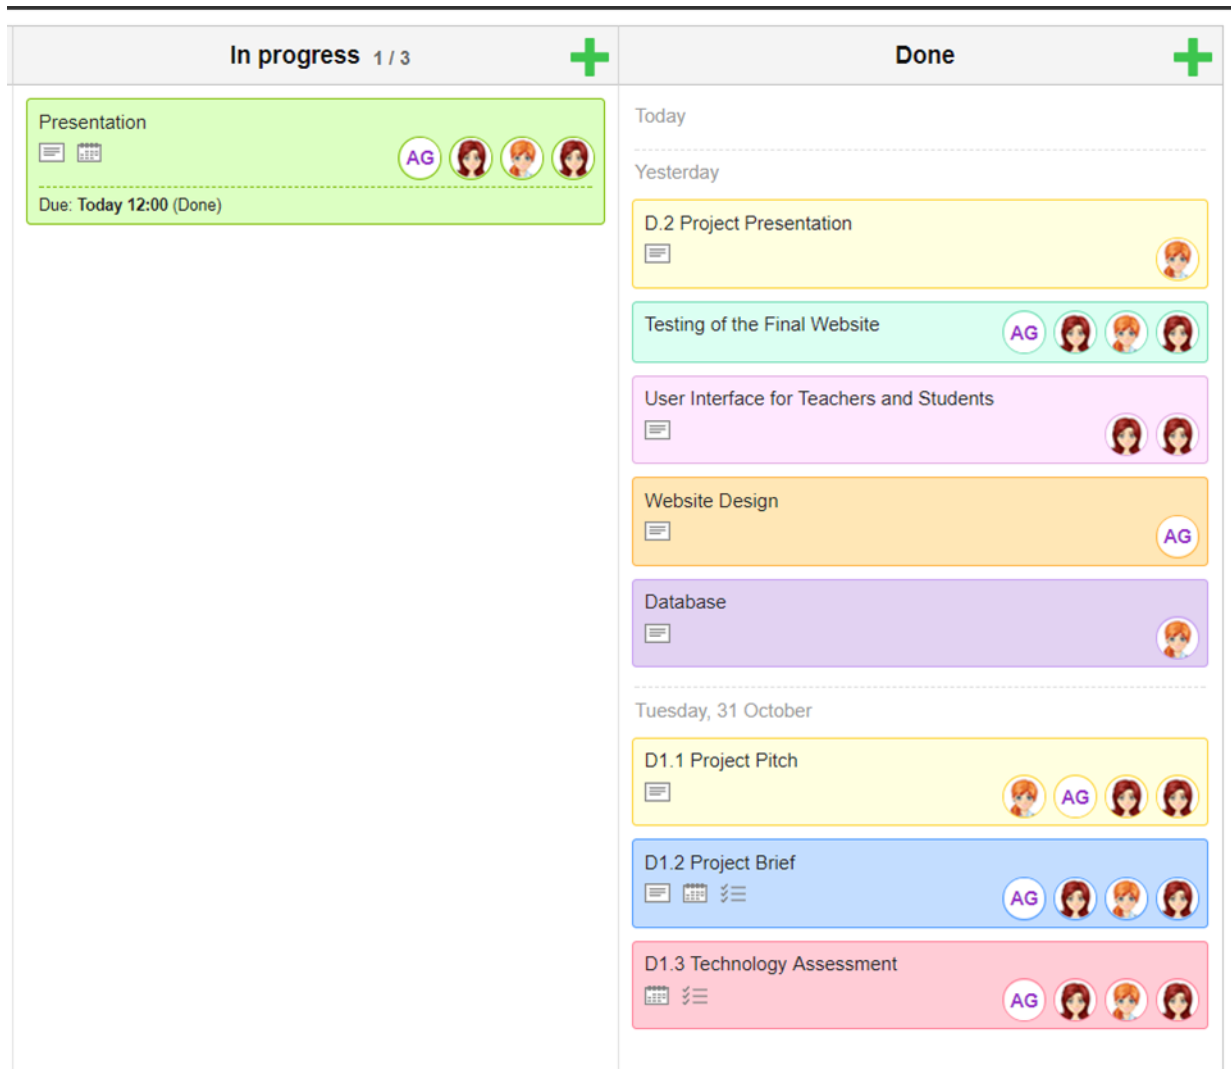 In progress 1 / 3
Presentation
AG
Due: Today 12:00 (Done)
Done
Today
Yesterday
D.2 Project Presentation
Testing of the Final Website
AG
User Interface for Teachers and Students
Website Design
AG
Database
Tuesday, 31 October
D1.1 Project Pitch
AG
D1.2 Project Brief
AG
D1.3 Technology Assessment
AG